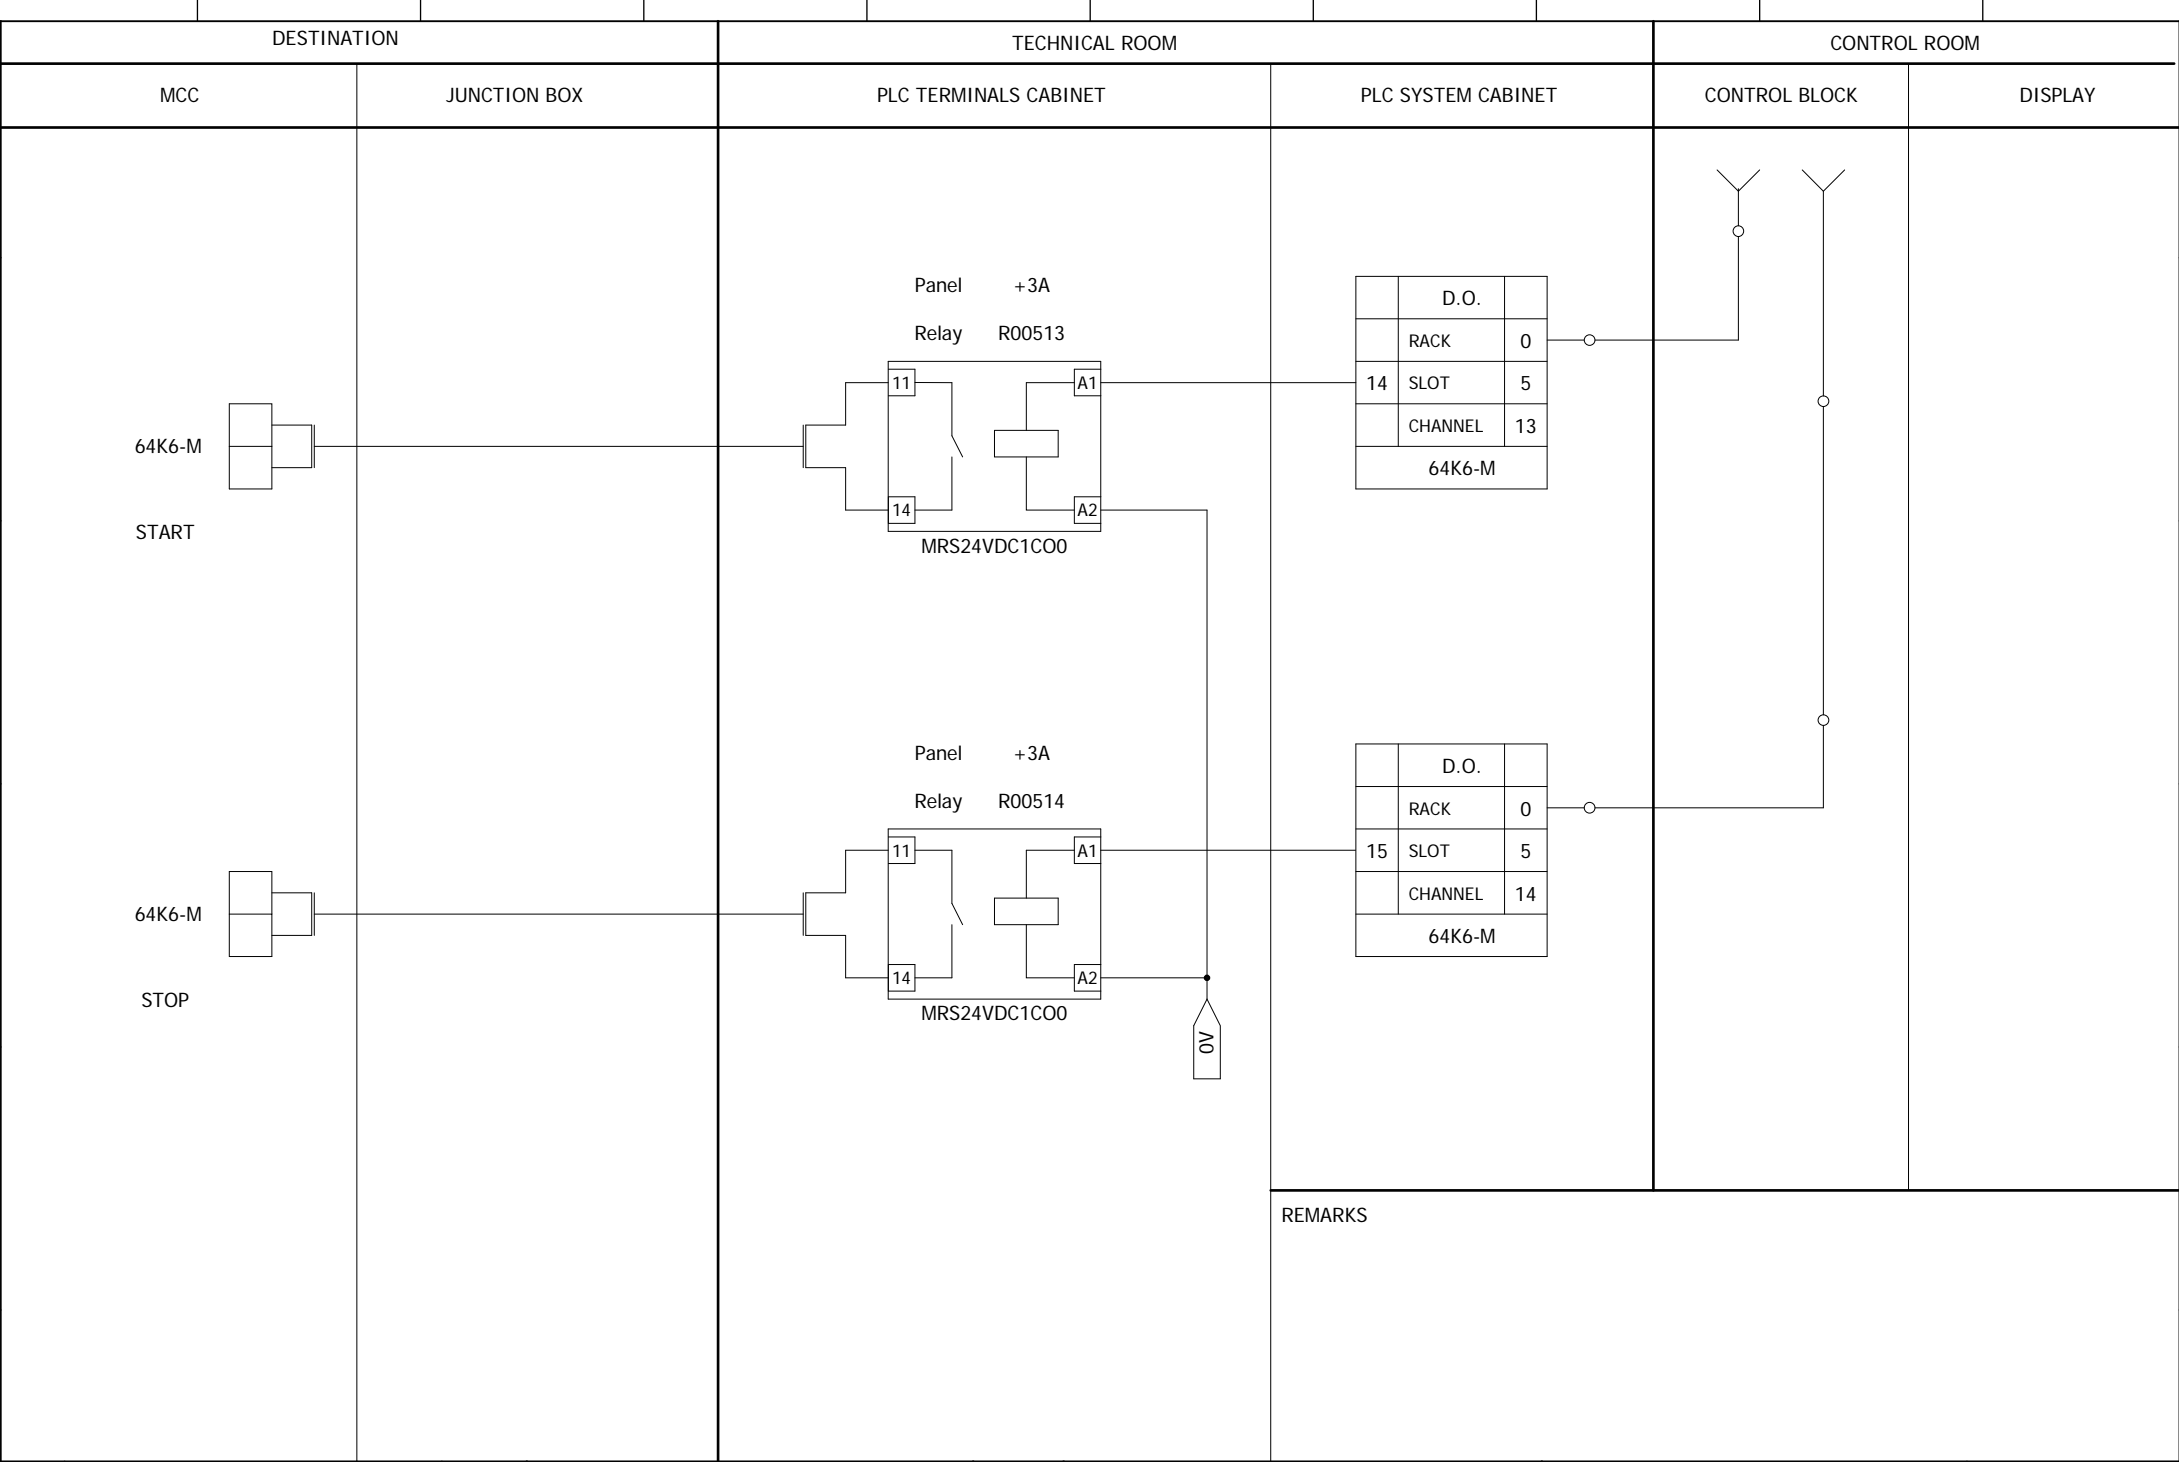 DESTINATION
TECHNICAL ROOM
CONTROL ROOM
MCC
JUNCTION BOX
PLC TERMINALS CABINET
PLC SYSTEM CABINET
CONTROL BLOCK
DISPLAY
Panel +3A
Relay R00513
11
A1
14
A2
MRS24VDC1CO0
64K6-M
START
D.O.
RACK 0
14 SLOT 5
CHANNEL 13
64K6-M
Panel +3A
Relay R00514
11
A1
14
A2
MRS24VDC1CO0
64K6-M
STOP
D.O.
RACK 0
15 SLOT 5
CHANNEL 14
64K6-M
0V
REMARKS